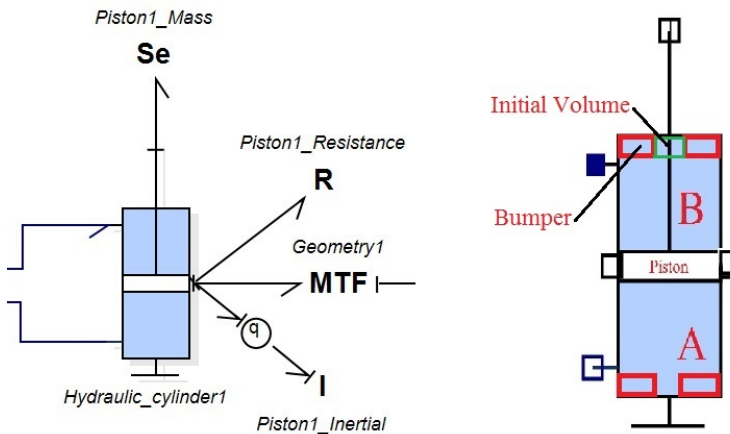 Piston1_Mass
Se
Piston1_Resistance
R
Geometry1
MTF
q
I
Hydraulic_cylinder1
Piston1_Inertial
Initial Volume
Bumper
B
Piston
A